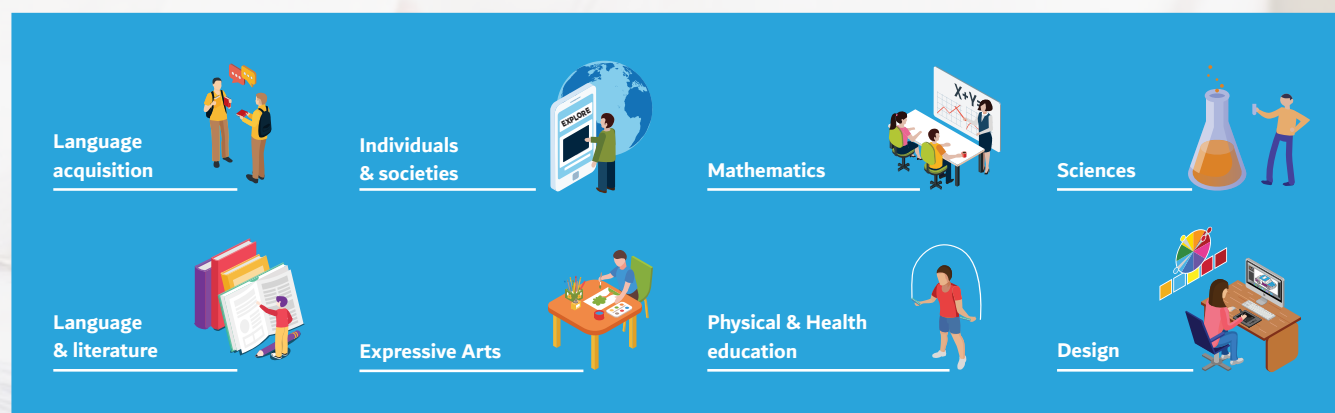 Language
acquisition
Individuals
& societies
EXPLORE
Mathematics
X+Y=
Sciences
Language
& literature
Expressive Arts
Physical & Health
education
Design